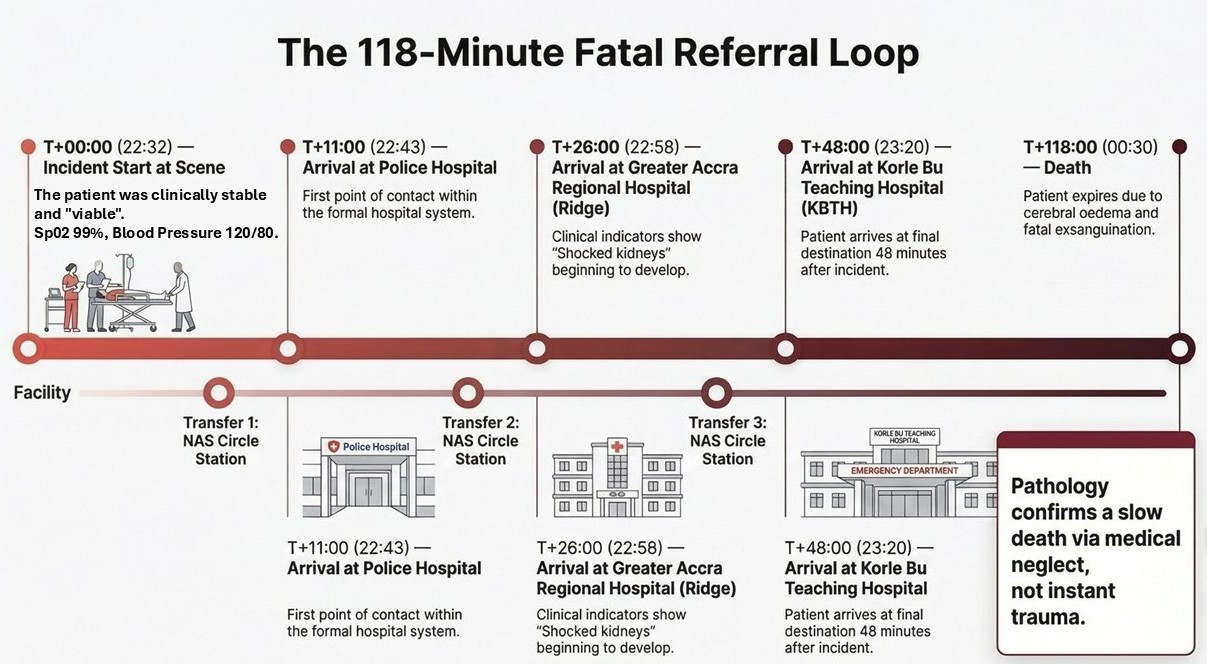 The 118-Minute Fatal Referral Loop
T+00:00 (22:32) —
Incident Start at Scene
The patient was clinically stable
and "viable".
Sp02 99%, Blood Pressure 120/80.
T+11:00 (22:43) —
Arrival at Police Hospital
First point of contact within
the formal hospital system.
T+26:00 (22:58) —
Arrival at Greater Accra
Regional Hospital
(Ridge)
Clinical indicators show
“Shocked kidneys”
beginning to develop.
T+48:00 (23:20) —
Arrival at Korle Bu
Teaching Hospital
(KBTH)
Patient arrives at final
destination 48 minutes
after incident.
T+118:00 (00:30)
— Death
Patient expires due to
cerebral oedema and
fatal exsanguination.
Facility
Transfer 1:
NAS Circle
Station
Transfer 2:
NAS Circle
Station
Transfer 3:
NAS Circle
Station
Police Hospital
KORLE BU TEACHING
HOSPITAL
EMERGENCY DEPARTMENT
T+11:00 (22:43) —
Arrival at Police Hospital
First point of contact within
the formal hospital system.
T+26:00 (22:58) —
Arrival at Greater Accra
Regional Hospital (Ridge)
Clinical indicators show
“Shocked kidneys”
beginning to develop.
T+48:00 (23:20) —
Arrival at Korle Bu
Teaching Hospital
Patient arrives at final
destination 48 minutes
after incident.
Pathology
confirms a slow
death via medical
neglect,
not instant
trauma.